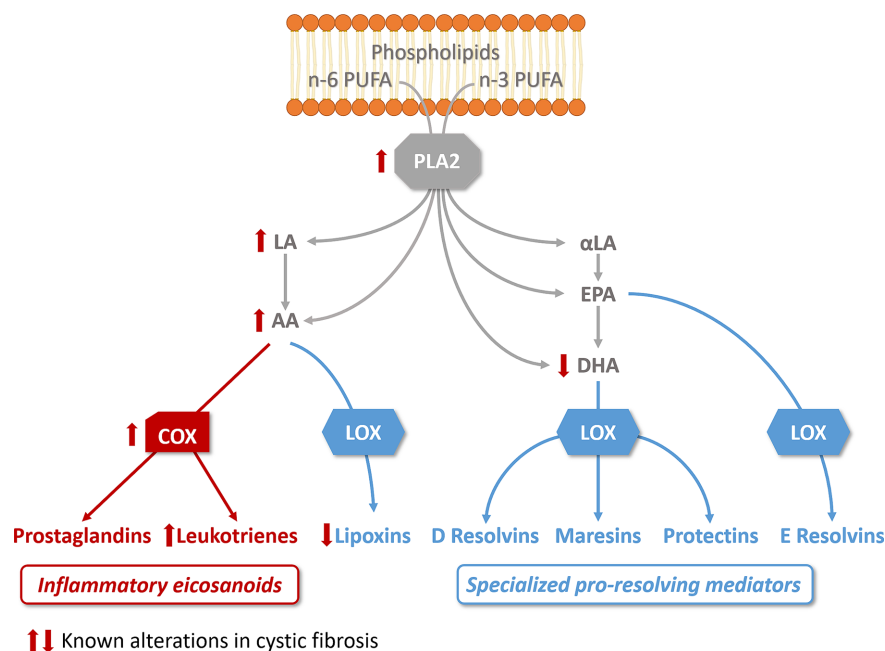 Phospholipids
n-6 PUFA
n-3 PUFA
PLA2
LA
αLA
EPA
AA
DHA
COX
LOX
LOX
LOX
Prostaglandins
Leukotrienes
Lipoxins
D Resolvins
Maresins
Protectins
E Resolvins
Inflammatory eicosanoids
Specialized pro-resolving mediators
Known alterations in cystic fibrosis